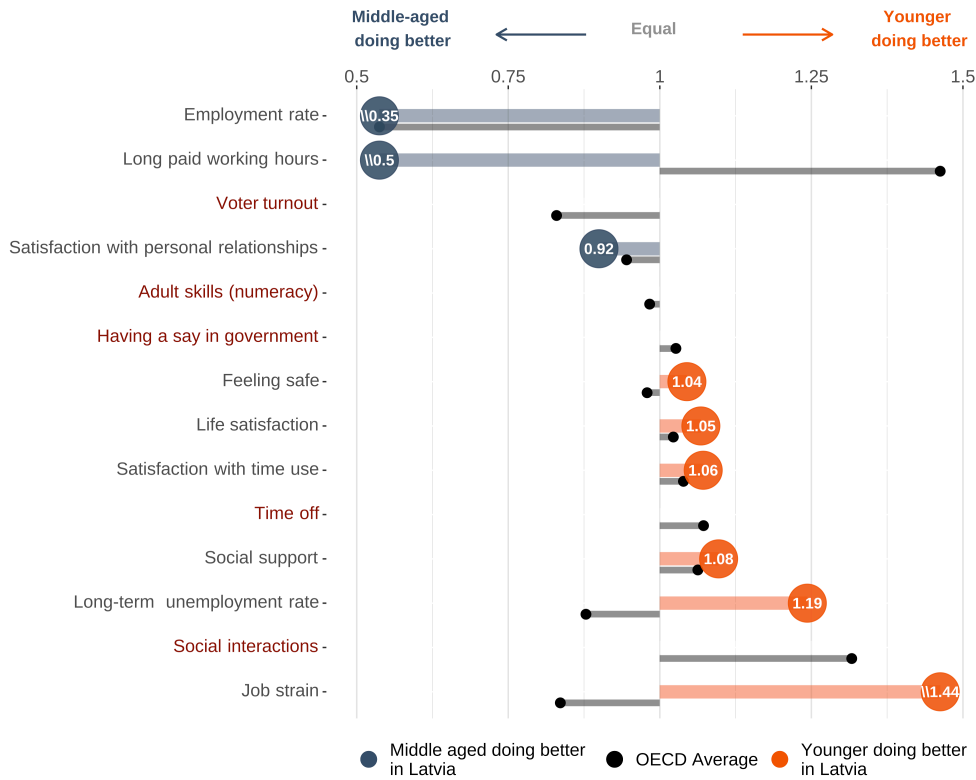 Middle-aged
doing better
Equal
Younger
doing better
0.5 0.75 1 1.25 1.5
Employment rate
\\0.35
Long paid working hours
\\0.5
Voter turnout
Satisfaction with personal relationships
0.92
Adult skills (numeracy)
Having a say in government
Feeling safe
1.04
Life satisfaction
1.05
Satisfaction with time use
1.06
Time off
Social support
1.08
Long-term unemployment rate
1.19
Social interactions
Job strain
\\1.44
Middle aged doing better
in Latvia
OECD Average
Younger doing better
in Latvia